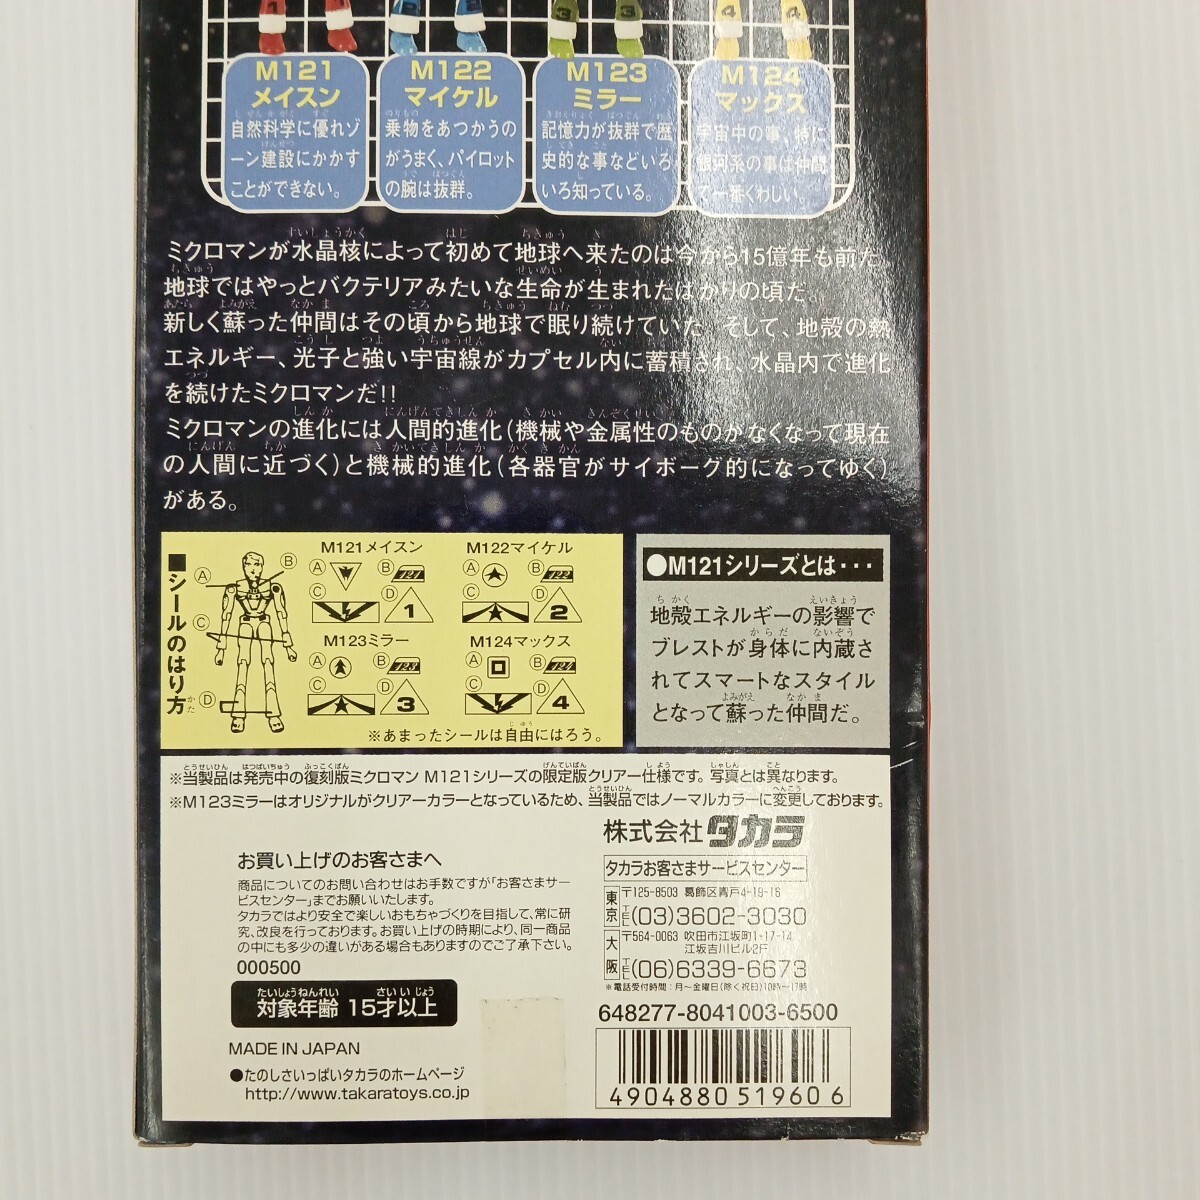 M121
メイスン
自然科学に優れゾ
ーン建設にかかす
ことができない。
M122
マイケル
乗物をあつかうの
がうまく、パイロット
の腕は抜群。
M123
ミラー
記憶力が抜群で歴
史的な事などいろ
いろ知っている。
M124
マックス
宇宙中の事、特に
銀河系の事は仲間
で一番くわしい。
ミクロマンが水晶核によって初めて地球へ来たのは今から15億年も前だ。
地球ではやっとバクテリアみたいな生命が生まれたばかりの頃だ。
新しく蘇った仲間はその頃から地球で眠り続けていた。そして、地殻の熱
エネルギー、光子と強い宇宙線がカプセル内に蓄積され、水晶内で進化
を続けたミクロマンだ!!
ミクロマンの進化には人間的進化(機械や金属性のものがなくなって現在
の人間に近づく)と機械的進化(各器官がサイボーグ的になってゆく)
がある。
■シールのはり方
Ⓐ Ⓑ Ⓒ Ⓓ
M121メイスン
Ⓐ Ⓑ 121
Ⓒ Ⓓ 1
M122マイケル
Ⓐ Ⓑ 122
Ⓒ Ⓓ 2
M123ミラー
Ⓐ Ⓑ 123
Ⓒ Ⓓ 3
M124マックス
Ⓐ Ⓑ 124
Ⓒ Ⓓ 4
※あまったシールは自由にはろう。
●M121シリーズとは・・・
地殻エネルギーの影響で
ブレストが身体に内蔵さ
れてスマートなスタイル
となって蘇った仲間だ。
※当製品は発売中の復刻版ミクロマン M121シリーズの限定版クリアー仕様です。写真とは異なります。
※M123ミラーはオリジナルがクリアーカラーとなっているため、当製品ではノーマルカラーに変更しております。
お買い上げのお客さまへ
商品についてのお問い合わせはお手数ですが「お客さまサー
ビスセンター」までお願いいたします。
タカラではより安全で楽しいおもちゃづくりを目指して、常に研
究、改良を行っております。お買い上げの時期により、同一商品
の中にも多少の違いがある場合もありますのでご了承下さい。
000500
対象年齢 15才以上
MADE IN JAPAN
●たのしさいっぱいタカラのホームページ
http://www.takaratoys.co.jp
株式会社タカラ
タカラお客さまサービスセンター
東京 〒125-8503 葛飾区青戸4-19-16
TEL(03)3602-3030
大阪 〒564-0063 吹田市江坂町1-17-14
江坂吉川ビル2F
TEL(06)6339-6673
※電話受付時間：月〜金曜日(除く祝日)10時〜17時
648277-8041003-6500
4904880519606